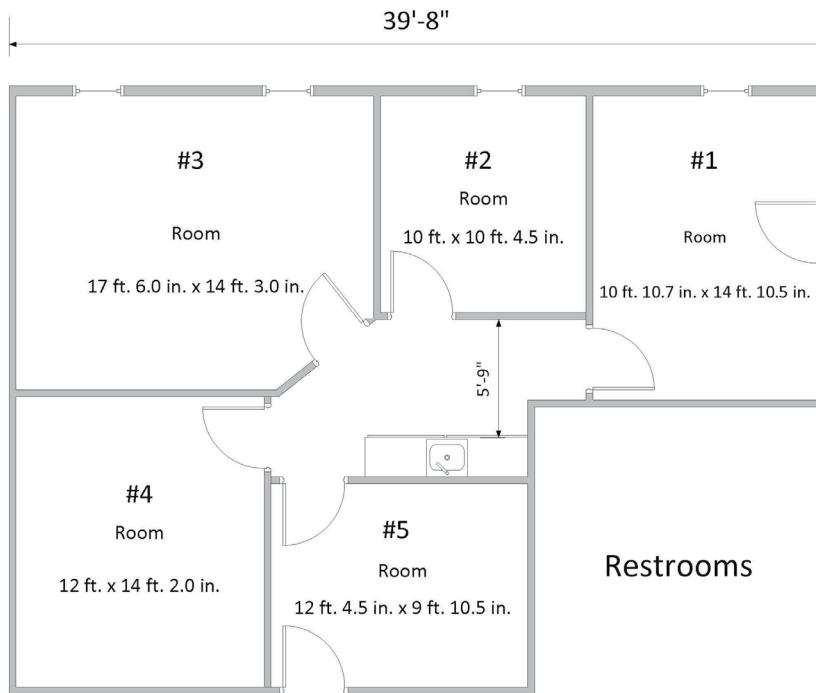 39'-8"
#3
Room
17 ft. 6.0 in. x 14 ft. 3.0 in.
#2
Room
10 ft. x 10 ft. 4.5 in.
#1
Room
10 ft. 10.7 in. x 14 ft. 10.5 in.
5'-9"
#4
Room
12 ft. x 14 ft. 2.0 in.
#5
Room
12 ft. 4.5 in. x 9 ft. 10.5 in.
Restrooms